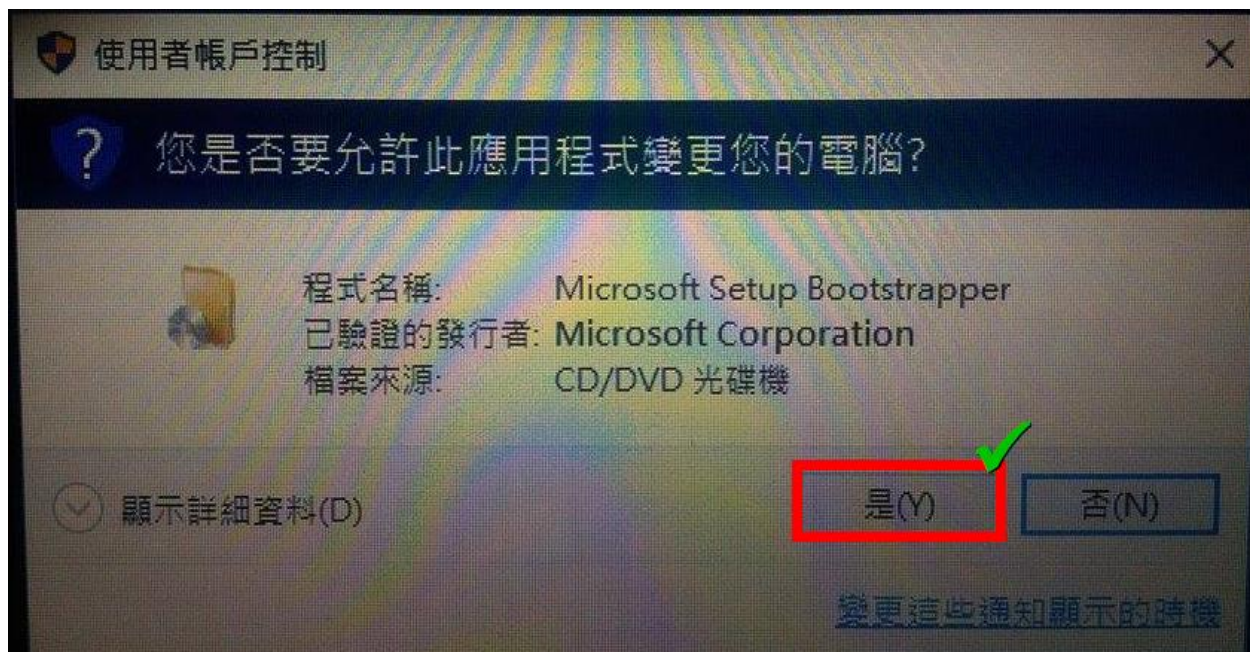 使用者帳戶控制
您是否要允許此應用程式變更您的電腦?
程式名稱: Microsoft Setup Bootstrapper
已驗證的發行者: Microsoft Corporation
檔案來源: CD/DVD 光碟機
顯示詳細資料(D) 是(Y) 否(N)
變更這些通知顯示的時機